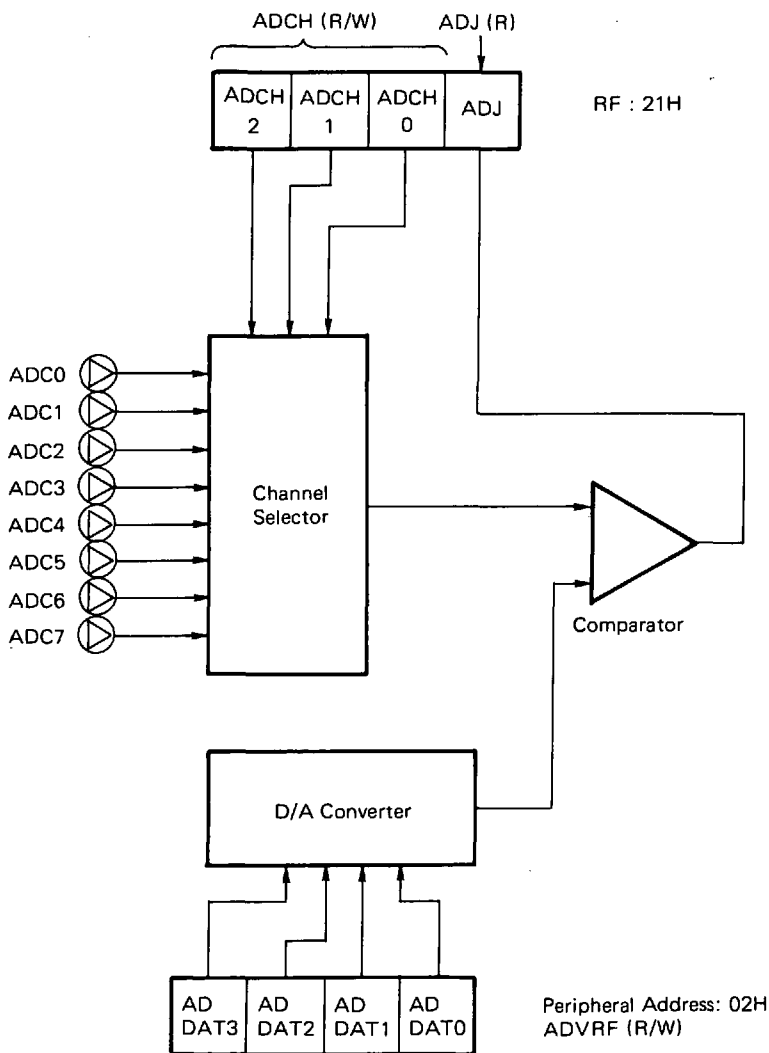 ADCH (R/W)
ADJ (R)
ADCH
2
ADCH
1
ADCH
0
ADJ
RF : 21H
ADC0
ADC1
ADC2
ADC3
ADC4
ADC5
ADC6
ADC7
Channel
Selector
Comparator
D/A Converter
AD
DAT3
AD
DAT2
AD
DAT1
AD
DAT0
Peripheral Address: 02H
ADVRF (R/W)